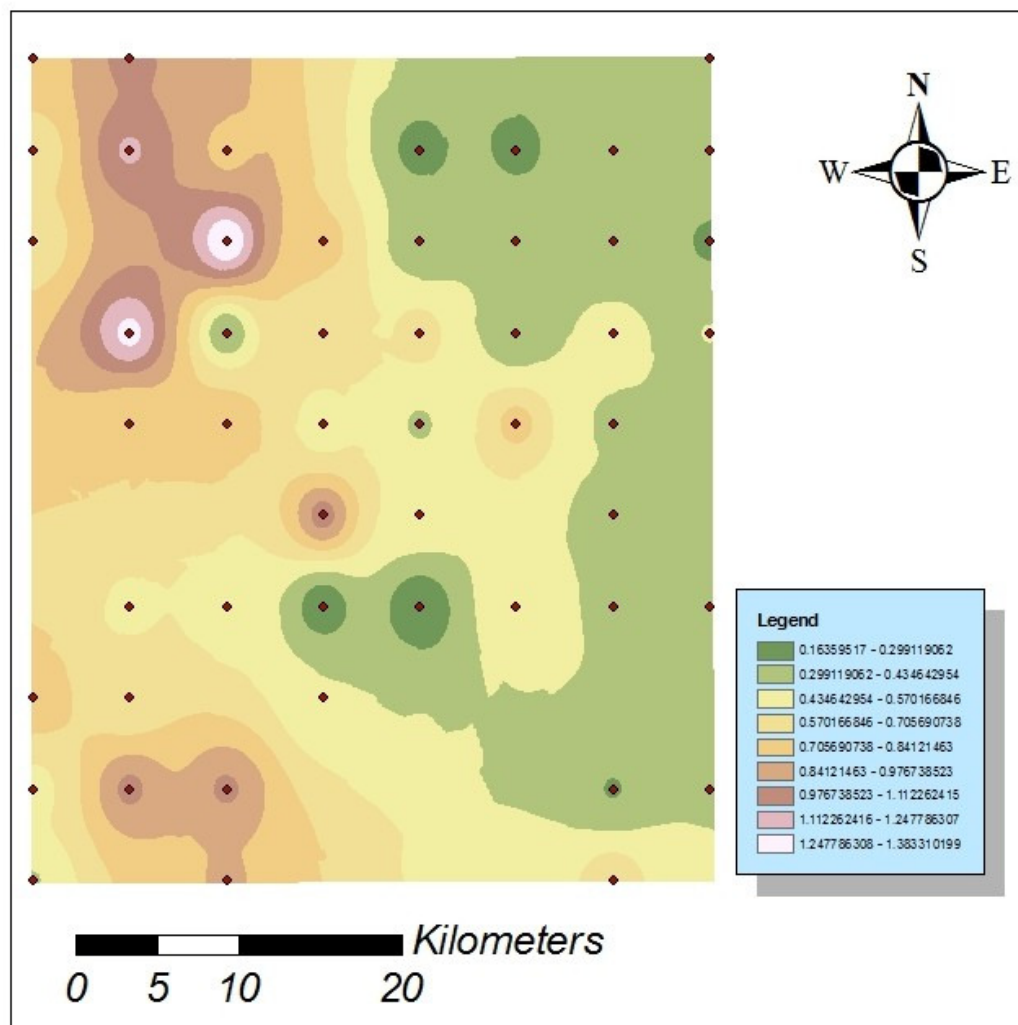 N
W E
S
Legend
0.16359517 - 0.299119062
0.299119062 - 0.434642954
0.434642954 - 0.570166846
0.570166846 - 0.705690738
0.705690738 - 0.84121463
0.84121463 - 0.976738523
0.976738523 - 1.112262415
1.112262416 - 1.247786307
1.247786308 - 1.383310199
Kilometers
0 5 10 20